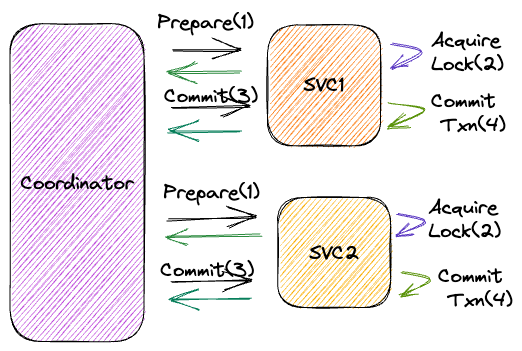 Prepare(1)
Acquire
Lock(2)
SVC1
Commit(3)
Commit
Txn(4)
Coordinator
Prepare(1)
Acquire
Lock(2)
SVC2
Commit(3)
Commit
Txn(4)